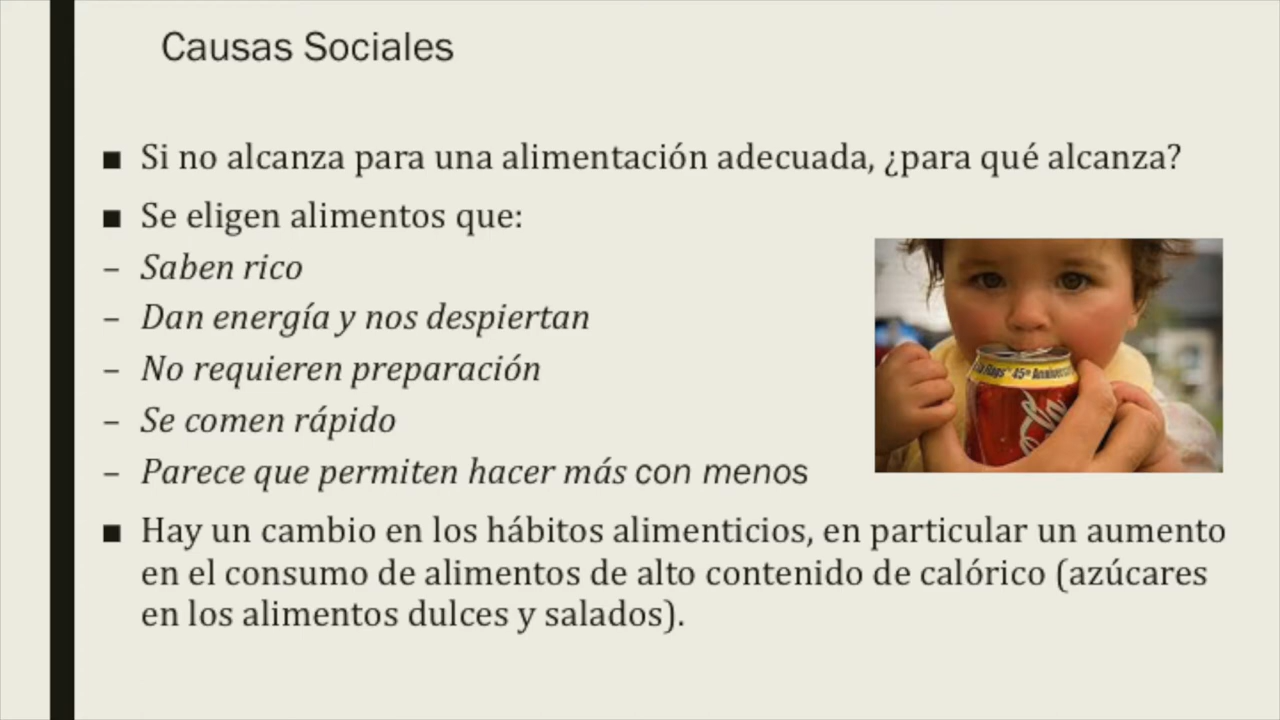 Causas Sociales
■ Si no alcanza para una alimentación adecuada, ¿para qué alcanza?
■ Se eligen alimentos que:
– Saben rico
– Dan energía y nos despiertan
– No requieren preparación
– Se comen rápido
– Parece que permiten hacer más con menos
■ Hay un cambio en los hábitos alimenticios, en particular un aumento
en el consumo de alimentos de alto contenido de calórico (azúcares
en los alimentos dulces y salados).
Flags 45th